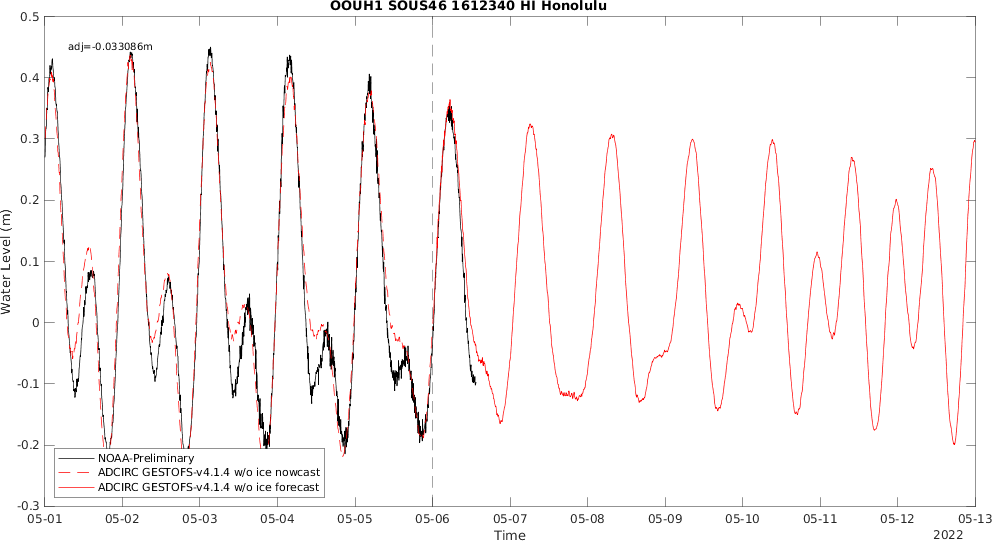 OOUH1 SOUS46 1612340 HI Honolulu
adj=-0.033086m
0.5
0.4
0.3
0.2
0.1
0
-0.1
-0.2
-0.3
Water Level (m)
NOAA-Preliminary
ADCIRC GESTOFS-v4.1.4 w/o ice nowcast
ADCIRC GESTOFS-v4.1.4 w/o ice forecast
05-01 05-02 05-03 05-04 05-05 05-06 05-07 05-08 05-09 05-10 05-11 05-12 05-13
Time
2022